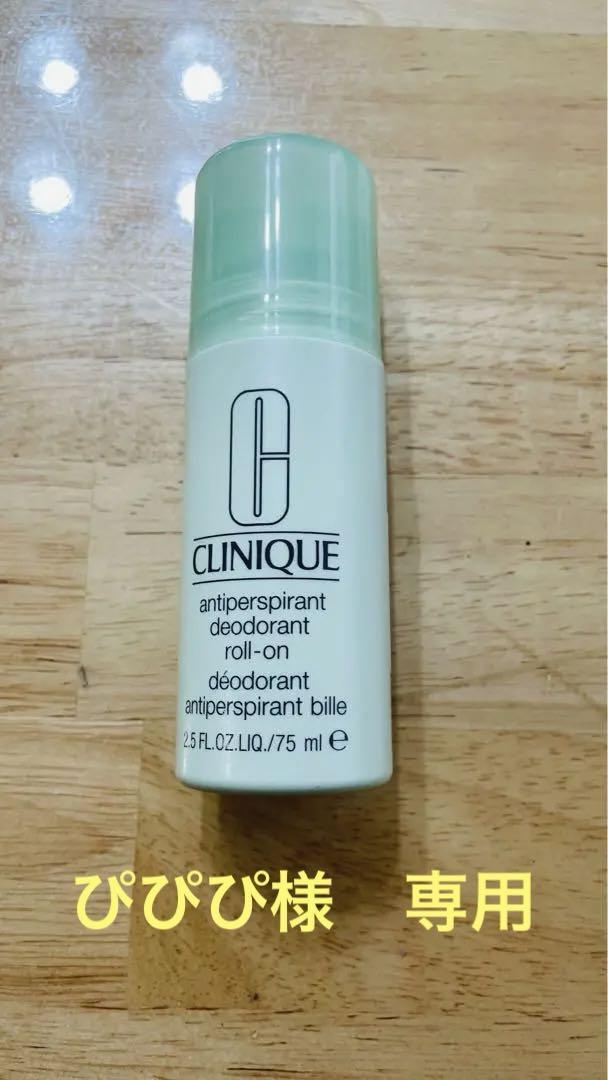 CLINIQUE
antiperspirant
deodorant
roll-on
déodorant
antiperspirant bille
2.5 FL.OZ.LIQ./75 ml ℮
ぴぴぴ様　専用